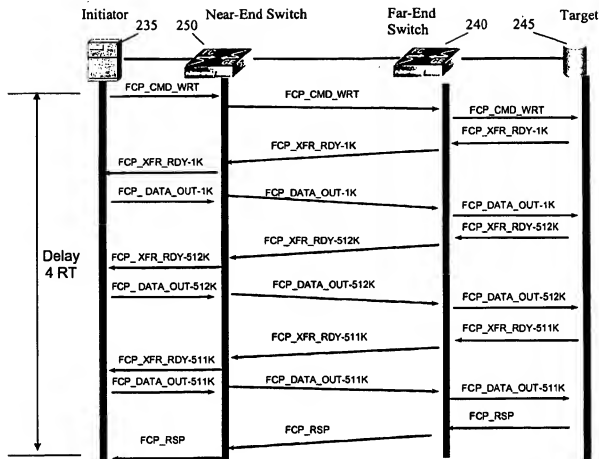 Initiator
Near-End Switch
Far-End
Switch
Target
235
250
240
245
FCP_CMD_WRT
FCP_CMD_WRT
FCP_CMD_WRT
FCP_XFR_RDY-1K
FCP_XFR_RDY-1K
FCP_XFR_RDY-1K
FCP_ DATA_OUT-1K
FCP_DATA_OUT-1K
FCP_DATA_OUT-1K
FCP_XFR_RDY-512K
FCP_XFR_RDY-512K
FCP_ XFR_RDY-512K
Delay
4 RT
FCP_ DATA_OUT-512K
FCP_DATA_OUT-512K
FCP_DATA_OUT-512K
FCP_XFR_RDY-511K
FCP_XFR_RDY-511K
FCP_XFR_RDY-511K
FCP_DATA_OUT-511K
FCP_DATA_OUT-511K
FCP_DATA_OUT-511K
FCP_RSP
FCP_RSP
FCP_RSP